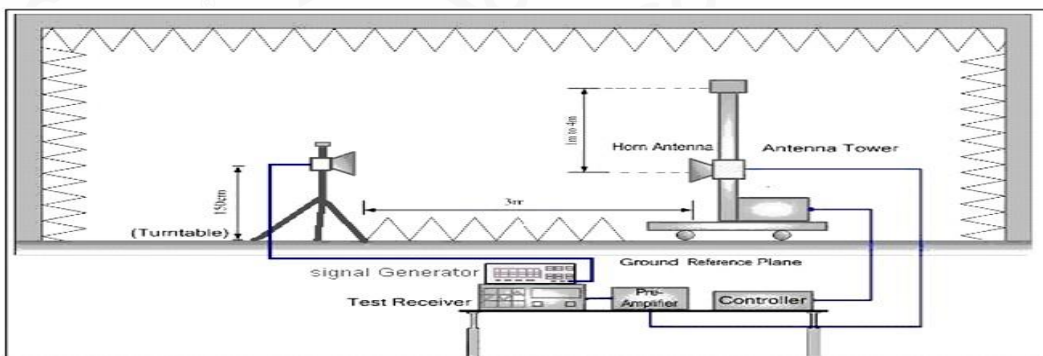 1m to 4m
Horn Antenna
Antenna Tower
150cm
3m
(Turntable)
Ground Reference Plane
signal Generator
Test Receiver
Pre-
Amplifier
Controller